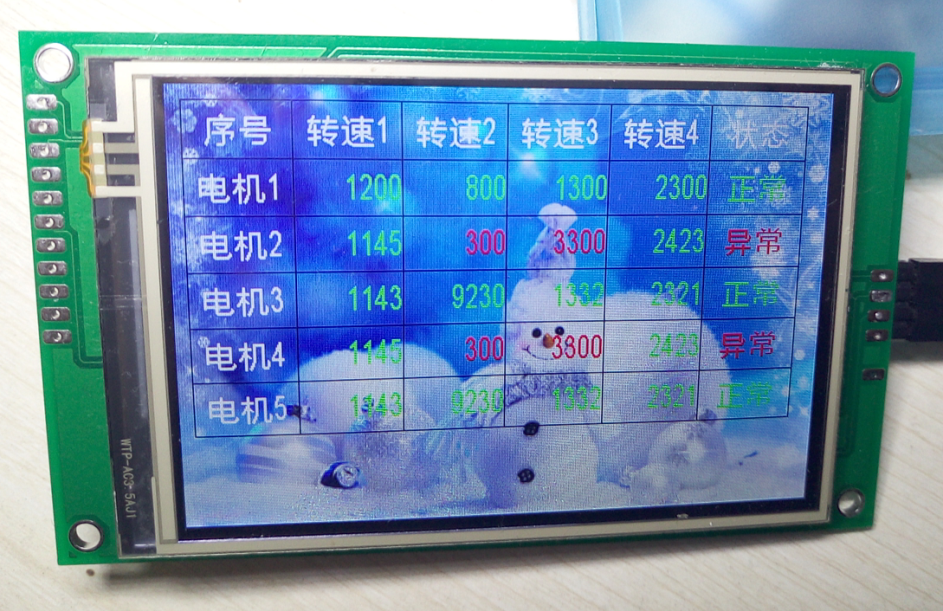 序号 转速1 转速2 转速3 转速4 状态
电机1 1200 800 1300 2300 正常
电机2 1145 300 3300 2423 异常
电机3 1143 9230 1332 2321 正常
电机4 1145 300 3300 2423 异常
电机5 1143 9230 1332 2321 正常